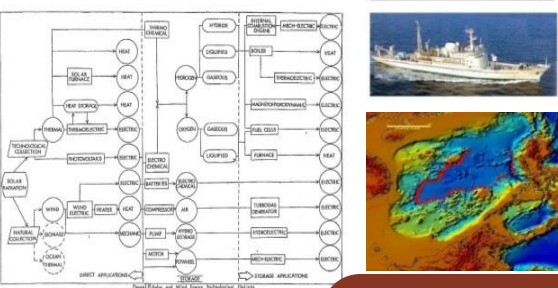 THERMO
CHEMICAL
HYDRIDE
INTERNAL
COMBUSTION
ENGINE
MECH-ELECTRIC
ELECTRIC
HEAT
LIQUIFIED
BOILER
HEAT
SOLAR
FURNACE
HEAT
HYDROGEN
GASEOUS
THERMOELECTRIC
ELECTRIC
HEAT STORAGE
HEAT
MAGNETOHYDRODYNAMIC
ELECTRIC
THERMAL
THERMOELECTRIC
ELECTRIC
OXYGEN
GASEOUS
FUEL CELLS
ELECTRIC
TECHNOLOGICAL
COLLECTION
PHOTOVOLTAICS
ELECTRIC
ELECTRO
CHEMICAL
LIQUIFIED
FURNACE
HEAT
SOLAR
RADIATION
ELECTRIC
BATTERIES
ELECTRO
CHEMICAL
ELECTRIC
WIND
WIND
ELECTRIC
HEATER
HEAT
COMPRESSOR
AIR
TURBOGAS
GENERATOR
ELECTRIC
NATURAL
COLLECTION
BIOMASS
MECHANIC
PUMP
HYDRO
STORAGE
HYDROELECTRIC
ELECTRIC
OCEAN
THERMAL
MOTOR
FLYWHEEL
MECH-ELECTRIC
ELECTRIC
DIRECT APPLICATIONS
STORAGE
STORAGE APPLICATIONS